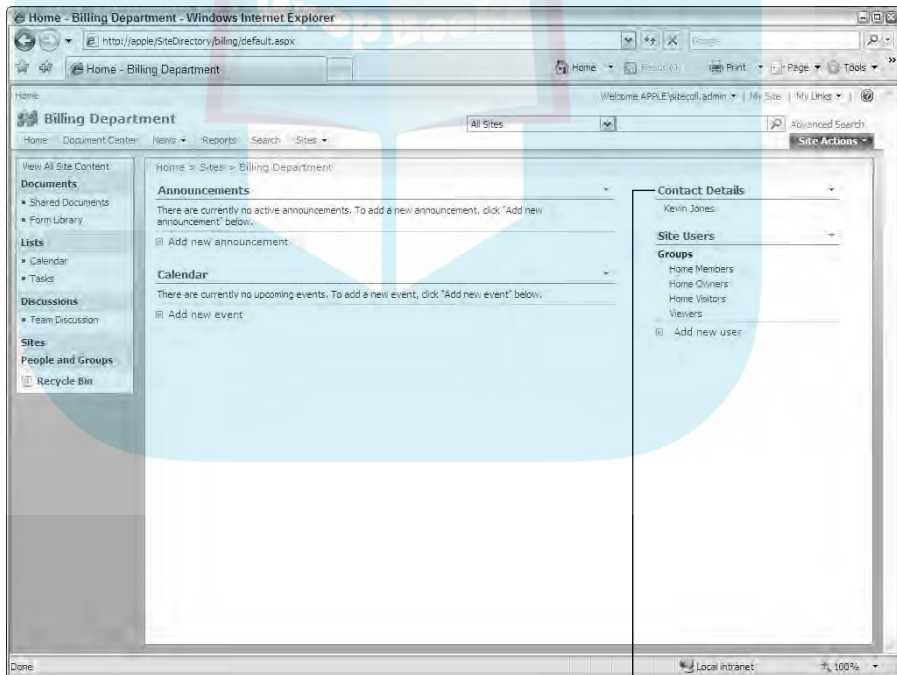 Home - Billing Department - Windows Internet Explorer
http://apple/SiteDirectory/billing/default.aspx
Google
Home - Billing Department
Home
Print
Page
Tools
Home
Welcome APPLE\sitecoll.admin
My Site
My Links
Billing Department
All Sites
Advanced Search
Home
Document Center
News
Reports
Search
Sites
Site Actions
View All Site Content
Home > Sites > Billing Department
Documents
Shared Documents
Form Library
Lists
Calendar
Tasks
Discussions
Team Discussion
Sites
People and Groups
Recycle Bin
Announcements
There are currently no active announcements. To add a new announcement, click "Add new
announcement" below.
Add new announcement
Calendar
There are currently no upcoming events. To add a new event, click "Add new event" below.
Add new event
Contact Details
Kevin Jones
Site Users
Groups
Home Members
Home Owners
Home Visitors
Viewers
Add new user
Done
Local intranet
100%